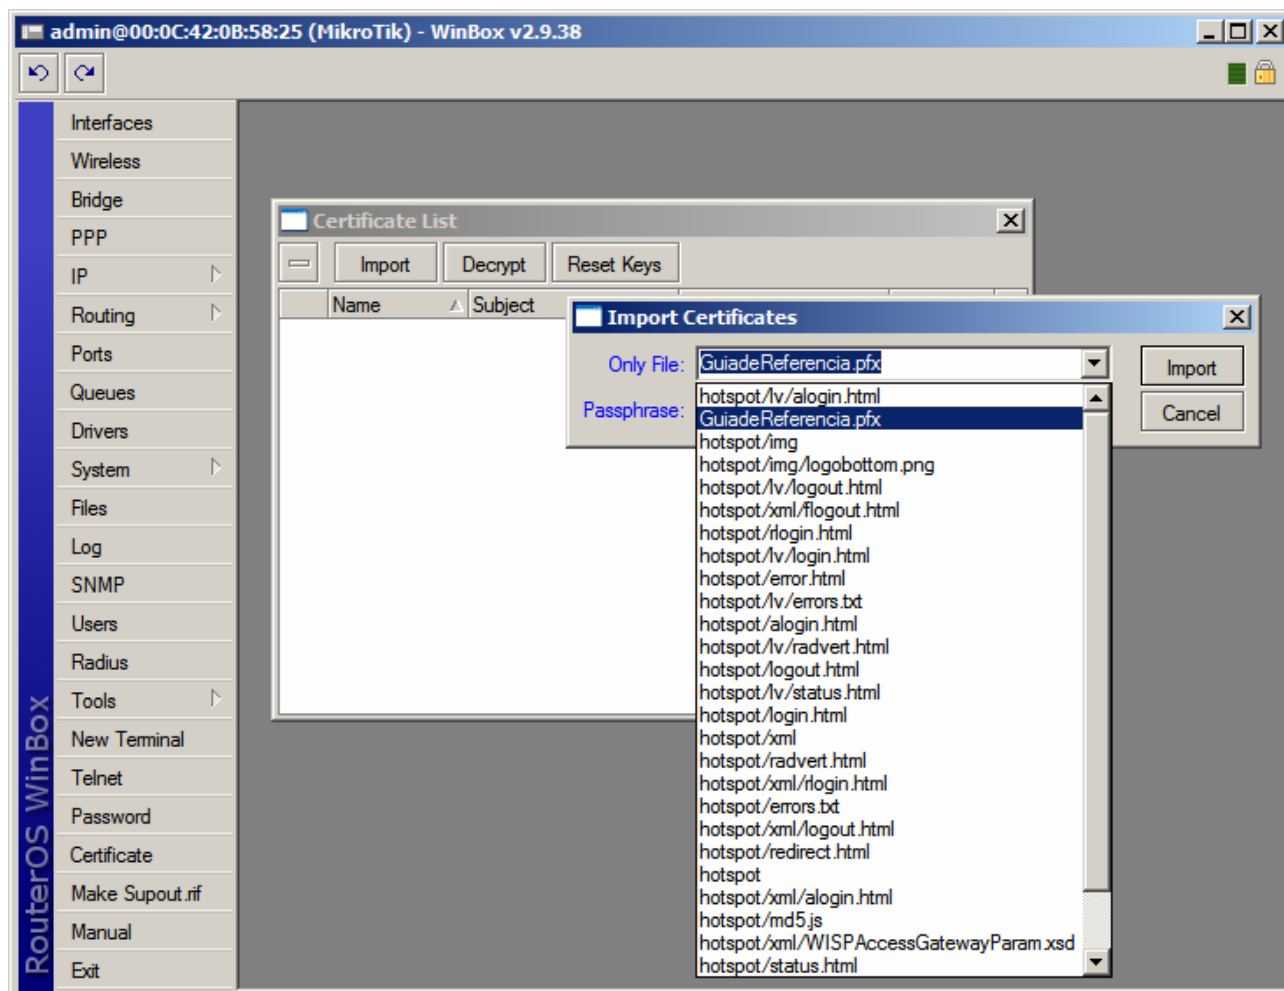 admin@00:0C:42:0B:58:25 (MikroTik) - WinBox v2.9.38
Interfaces
Wireless
Bridge
PPP
IP
Routing
Ports
Queues
Drivers
System
Files
Log
SNMP
Users
Radius
Tools
New Terminal
Telnet
Password
Certificate
Make Supout.rif
Manual
Exit
RouterOS WinBox
Certificate List
Import Decrypt Reset Keys
Name Subject
Import Certificates
Only File: GuiadeReferencia.pfx Import
Passphrase: Cancel
hotspot/lv/alogin.html
GuiadeReferencia.pfx
hotspot/img
hotspot/img/logobottom.png
hotspot/lv/logout.html
hotspot/xml/flogout.html
hotspot/rlogin.html
hotspot/lv/login.html
hotspot/error.html
hotspot/lv/errors.txt
hotspot/alogin.html
hotspot/lv/radvert.html
hotspot/logout.html
hotspot/lv/status.html
hotspot/login.html
hotspot/xml
hotspot/radvert.html
hotspot/xml/rlogin.html
hotspot/errors.txt
hotspot/xml/logout.html
hotspot/redirect.html
hotspot
hotspot/xml/alogin.html
hotspot/md5.js
hotspot/xml/WISPAccessGatewayParam.xsd
hotspot/status.html